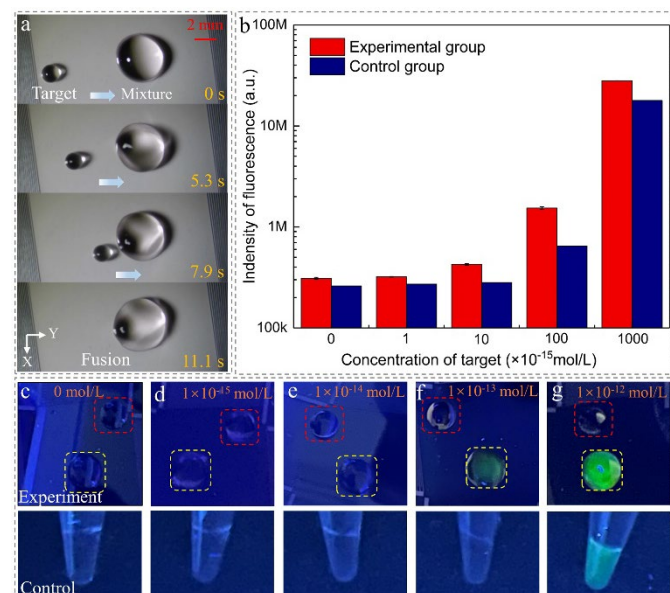 a
2 mm
Target
Mixture
0 s
5.3 s
7.9 s
X
Y
Fusion
11.1 s
b
100M
10M
1M
100k
Indensity of fluorescence (a.u.)
Experimental group
Control group
0
1
10
100
1000
Concentration of target (×10⁻¹⁵mol/L)
c
0 mol/L
d
1×10⁻¹⁵ mol/L
e
1×10⁻¹⁴ mol/L
f
1×10⁻¹³ mol/L
g
1×10⁻¹² mol/L
Experiment
Control